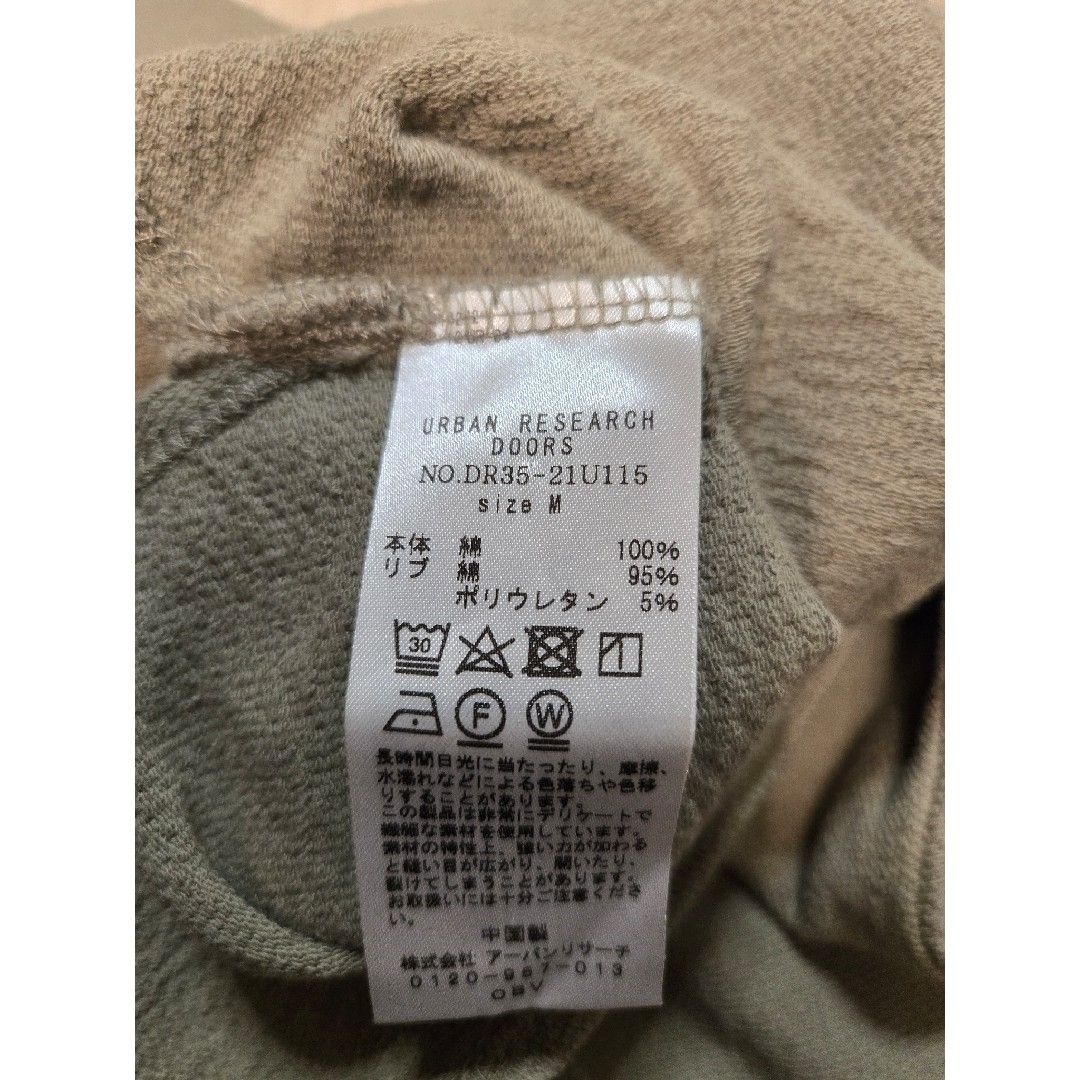 URBAN RESEARCH
DOORS
NO.DR35-21U115
size M
本体 綿 100%
リブ 綿 95%
ポリウレタン 5%
30
F W
長時間日光に当たったり、摩擦、
水濡れなどによる色落ちや色移
りすることがあります。
この製品は非常にデリケートで
繊細な素材を使用しています。
素材の特性上、強い力が加わる
と縫い目が広がり、開いたり、
裂けてしまうことがあります。
お取扱いには十分ご注意くださ
い。
中国製
株式会社 アーバンリサーチ
0120-987-013